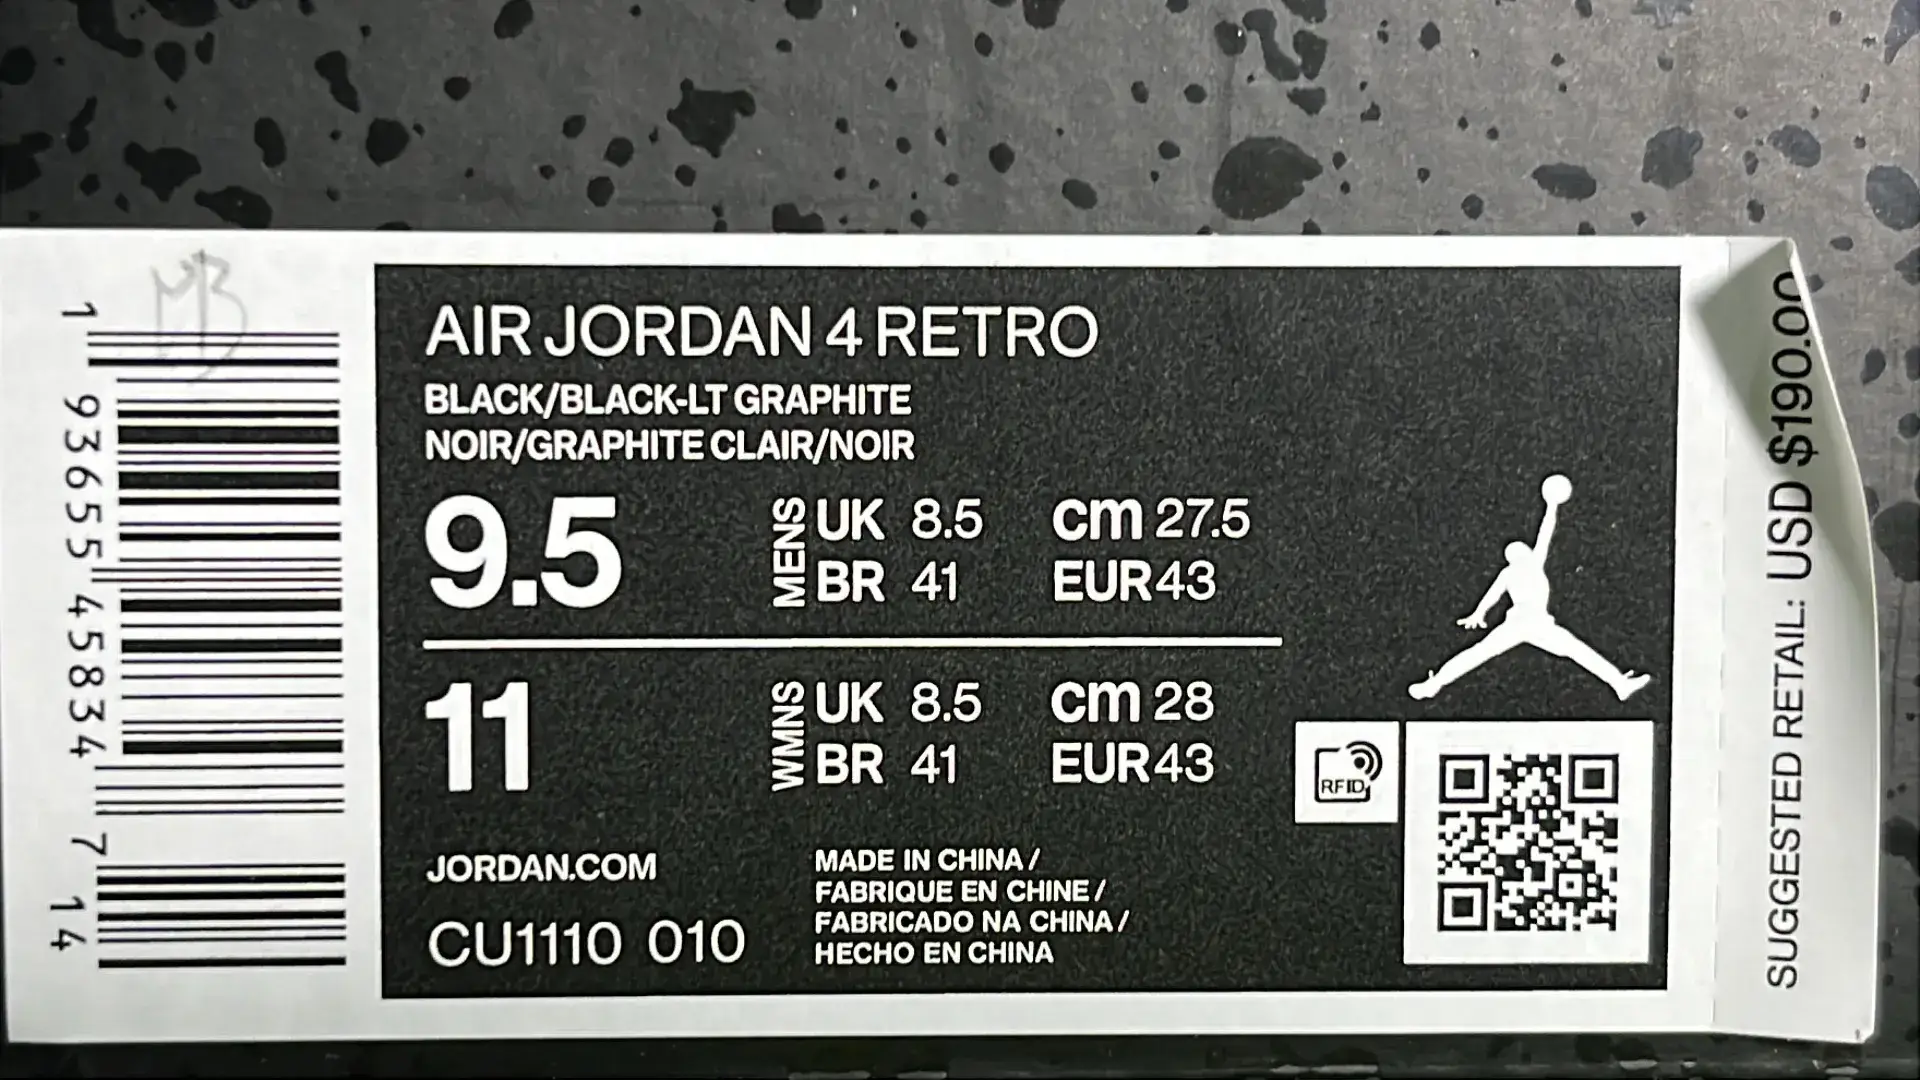 MB
1 93655 45834 7 14
AIR JORDAN 4 RETRO
BLACK/BLACK-LT GRAPHITE
NOIR/GRAPHITE CLAIR/NOIR
9.5 MENS UK 8.5 cm 27.5
BR 41 EUR 43
11 WMNS UK 8.5 cm 28
BR 41 EUR 43
JORDAN.COM
CU1110 010
MADE IN CHINA /
FABRIQUE EN CHINE /
FABRICADO NA CHINA /
HECHO EN CHINA
RFID
SUGGESTED RETAIL: USD $190.00